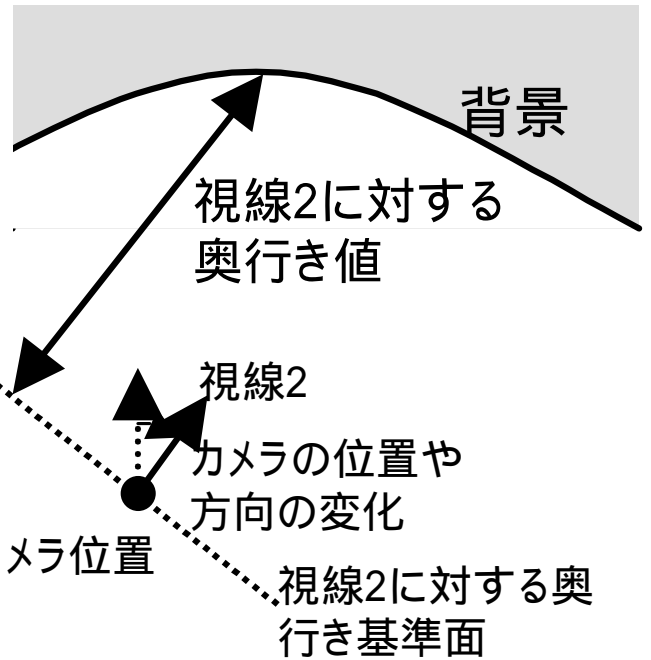 背景
視線2に対する
奥行き値
視線2
カメラの位置や
方向の変化
メラ位置
視線2に対する奥
行き基準面